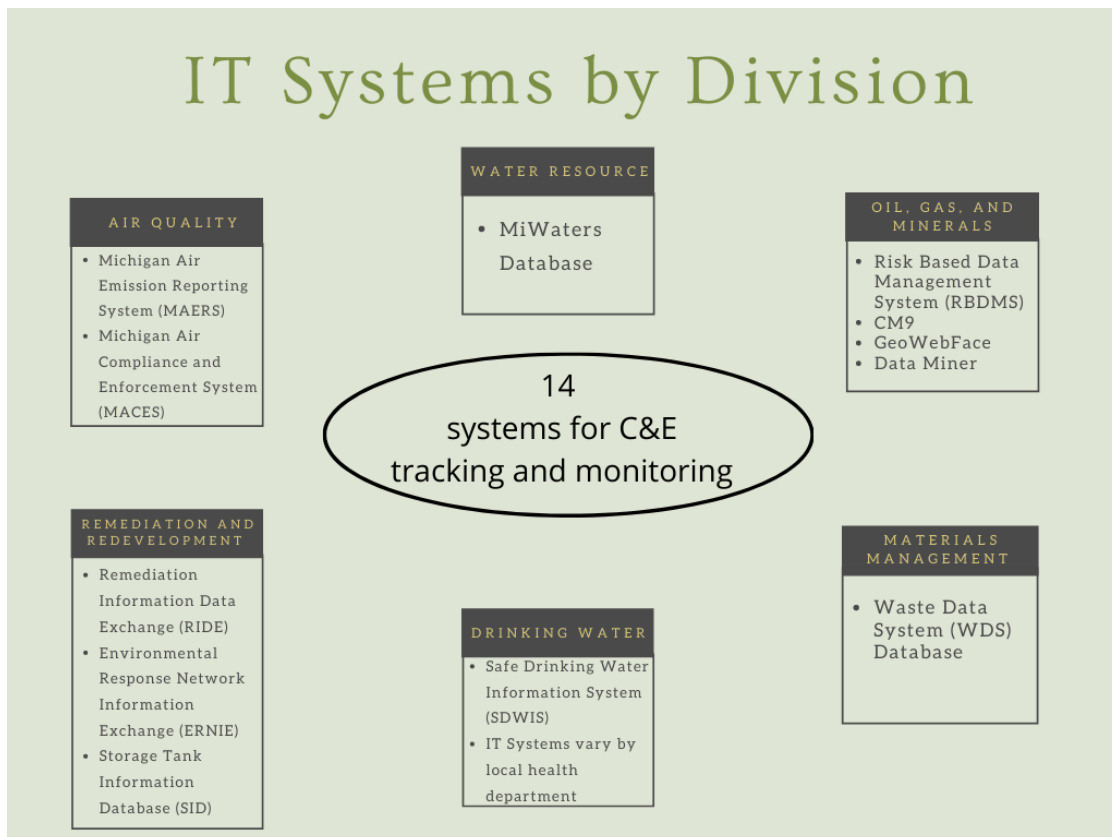 IT Systems by Division
WATER RESOURCE
• MiWaters
Database
AIR QUALITY
• Michigan Air
Emission Reporting
System (MAERS)
• Michigan Air
Compliance and
Enforcement System
(MACES)
OIL, GAS, AND
MINERALS
• Risk Based Data
Management
System (RBDMS)
• CM9
• GeoWebFace
• Data Miner
14
systems for C&E
tracking and monitoring
REMEDIATION AND
REDEVELOPMENT
• Remediation
Information Data
Exchange (RIDE)
• Environmental
Response Network
Information
Exchange (ERNIE)
• Storage Tank
Information
Database (SID)
DRINKING WATER
• Safe Drinking Water
Information System
(SDWIS)
• IT Systems vary by
local health
department
MATERIALS
MANAGEMENT
• Waste Data
System (WDS)
Database